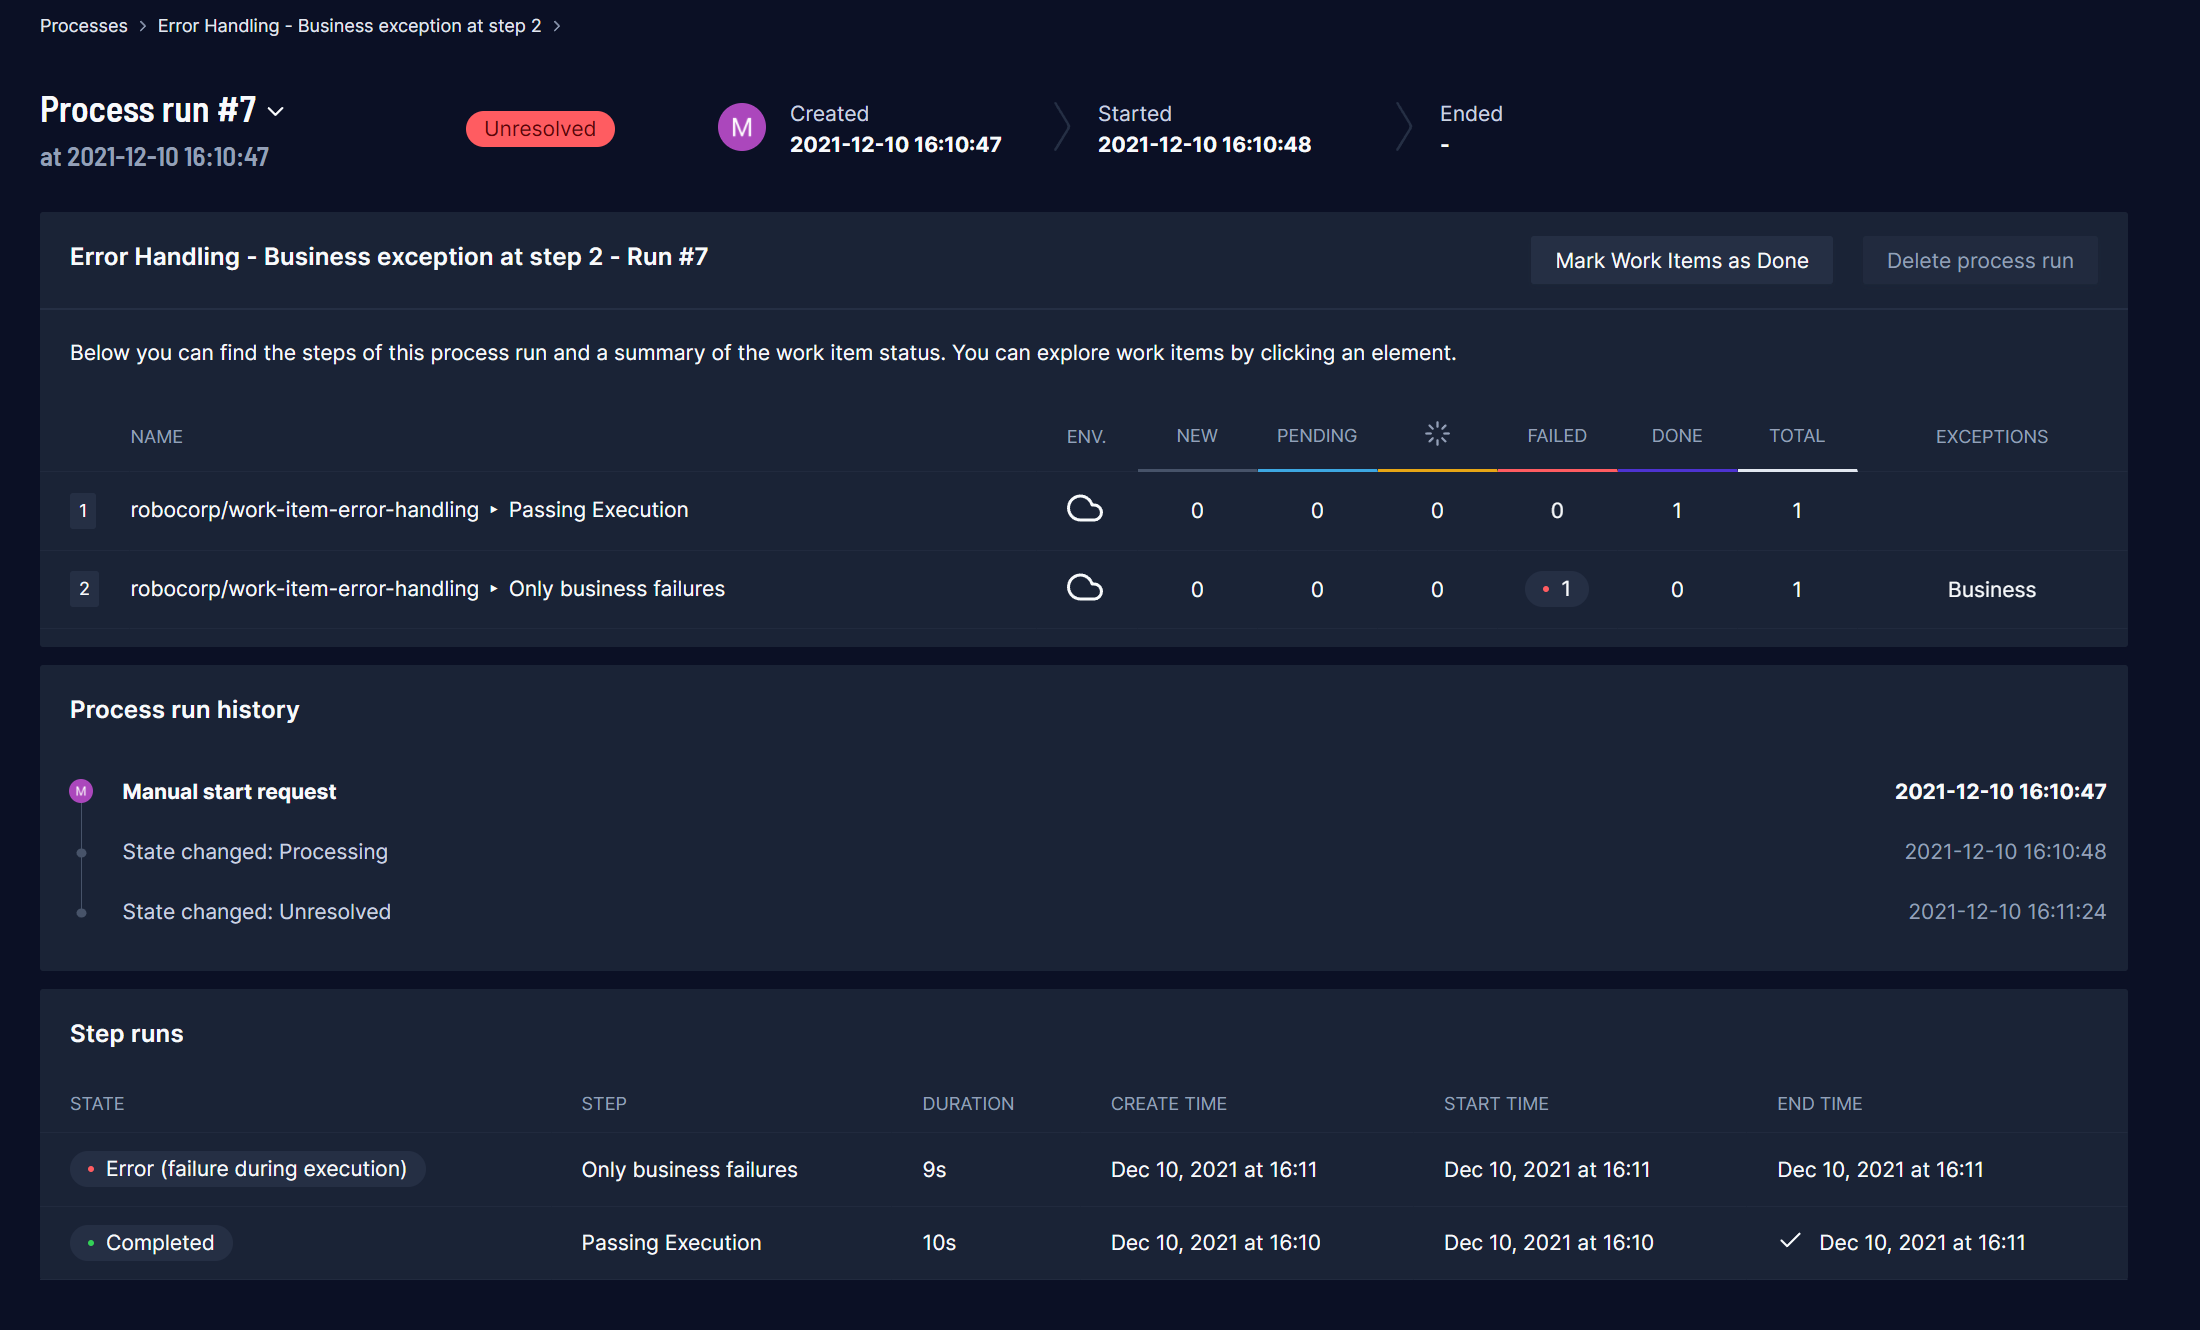 Processes > Error Handling - Business exception at step 2 >
Process run #7
at 2021-12-10 16:10:47
Unresolved
M
Created
2021-12-10 16:10:47
Started
2021-12-10 16:10:48
Ended
-
Error Handling - Business exception at step 2 - Run #7
Mark Work Items as Done
Delete process run
Below you can find the steps of this process run and a summary of the work item status. You can explore work items by clicking an element.
NAME ENV. NEW PENDING FAILED DONE TOTAL EXCEPTIONS
1 robocorp/work-item-error-handling ▸ Passing Execution 0 0 0 0 1 1
2 robocorp/work-item-error-handling ▸ Only business failures 0 0 0 1 0 1 Business
Process run history
M Manual start request 2021-12-10 16:10:47
State changed: Processing 2021-12-10 16:10:48
State changed: Unresolved 2021-12-10 16:11:24
Step runs
STATE STEP DURATION CREATE TIME START TIME END TIME
Error (failure during execution) Only business failures 9s Dec 10, 2021 at 16:11 Dec 10, 2021 at 16:11 Dec 10, 2021 at 16:11
Completed Passing Execution 10s Dec 10, 2021 at 16:10 Dec 10, 2021 at 16:10 Dec 10, 2021 at 16:11